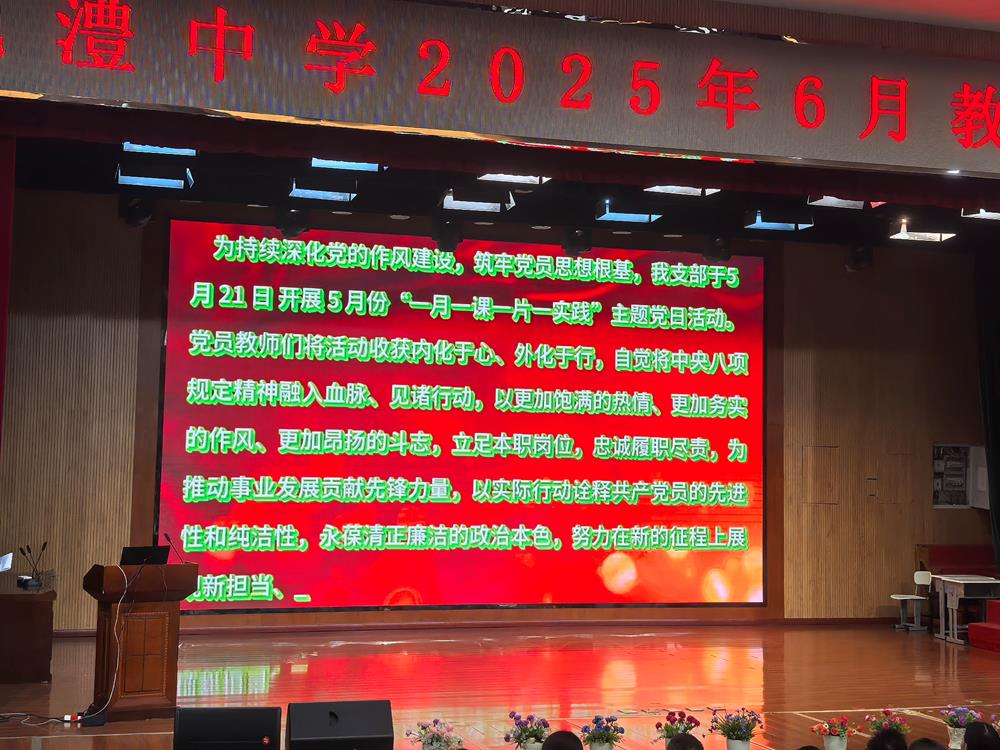 澧中学2025年6月教
为持续深化党的作风建设，筑牢党员思想根基，我支部于5
月21日开展5月份“一月一课一片一实践”主题党日活动。
党员教师们将活动收获内化于心、外化于行，自觉将中央八项
规定精神融入血脉、见诸行动，以更加饱满的热情、更加务实
的作风、更加昂扬的斗志，立足本职岗位，忠诚履职尽责，为
推动事业发展贡献先锋力量，以实际行动诠释共产党员的先进
性和纯洁性，永葆清正廉洁的政治本色，努力在新的征程上展
新担当、_